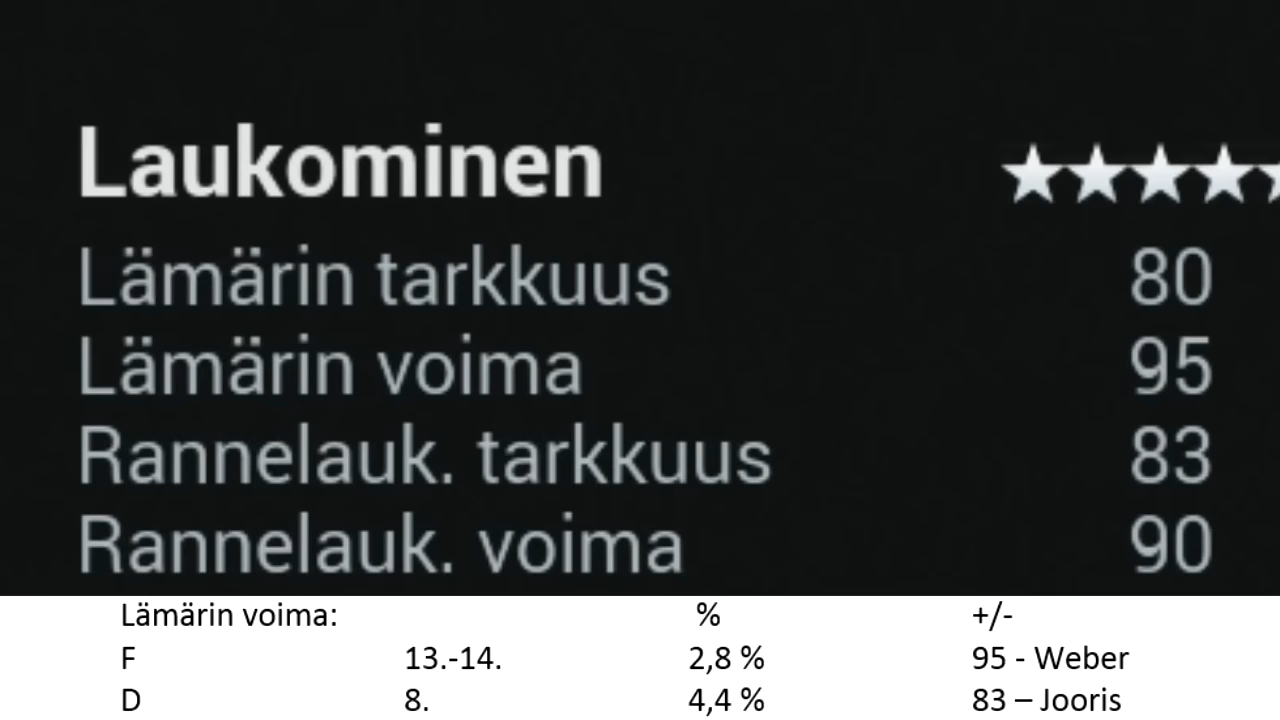 Laukominen ★★★★★
Lämärin tarkkuus 80
Lämärin voima 95
Rannelauk. tarkkuus 83
Rannelauk. voima 90
Lämärin voima: % +/-
F 13.-14. 2,8 % 95 - Weber
D 8. 4,4 % 83 – Jooris